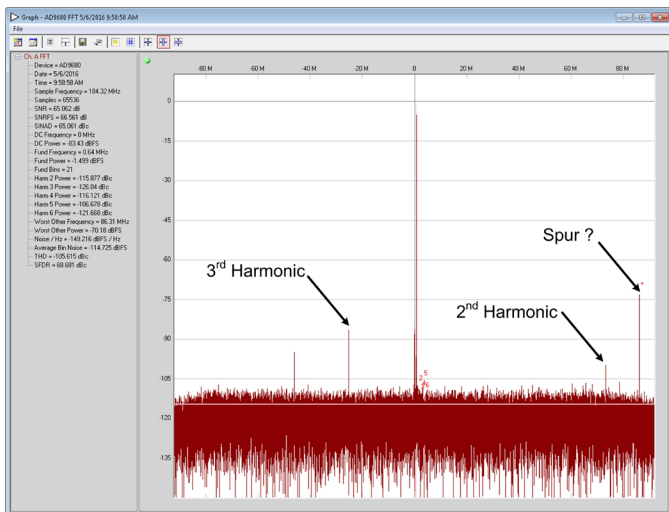 Graph - AD9680 FFT 5/6/2016 9:58:58 AM
File
Ch. A FFT
Device = AD9680
Date = 5/6/2016
Time = 9:58:58 AM
Sample Frequency = 184.32 MHz
Samples = 65536
SNR = 65.062 dB
SNRFS = 66.561 dB
SINAD = 65.061 dBc
DC Frequency = 0 MHz
DC Power = -83.43 dBFS
Fund Frequency = 0.64 MHz
Fund Power = -1.499 dBFS
Fund Bins = 21
Harm 2 Power = -115.877 dBc
Harm 3 Power = -126.04 dBc
Harm 4 Power = -116.121 dBc
Harm 5 Power = -106.678 dBc
Harm 6 Power = -121.668 dBc
Worst Other Frequency = 86.31 MHz
Worst Other Power = -70.18 dBFS
Noise / Hz = -149.216 dBFS / Hz
Average Bin Noise = -114.725 dBFS
THD = -105.615 dBc
SFDR = 68.681 dBc
80 M 60 M 40 M 20 M 0 20 M 40 M 60 M 80 M
0
-15
-30
-45
-60
-75
-90
-105
-120
-135
Spur ?
3rd Harmonic
2nd Harmonic
2 5
4
6